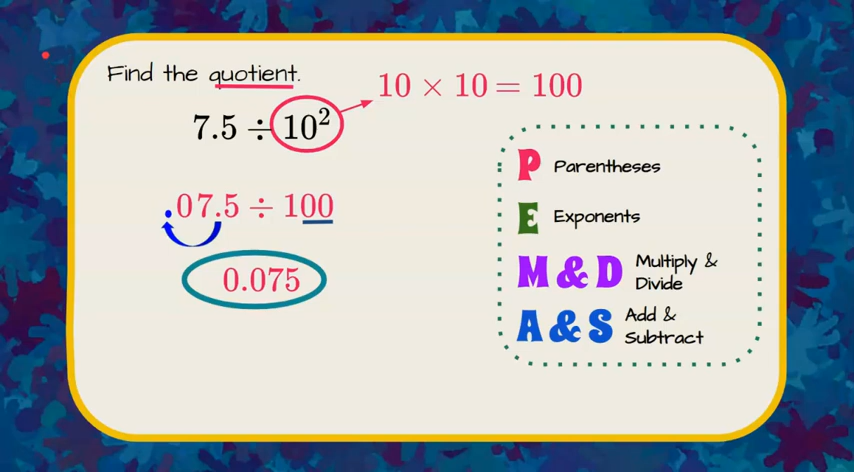 Find the quotient.
10 × 10 = 100
7.5 ÷ 10²
.07.5 ÷ 100
0.075
P Parentheses
E Exponents
M & D Multiply &
Divide
A & S Add &
Subtract